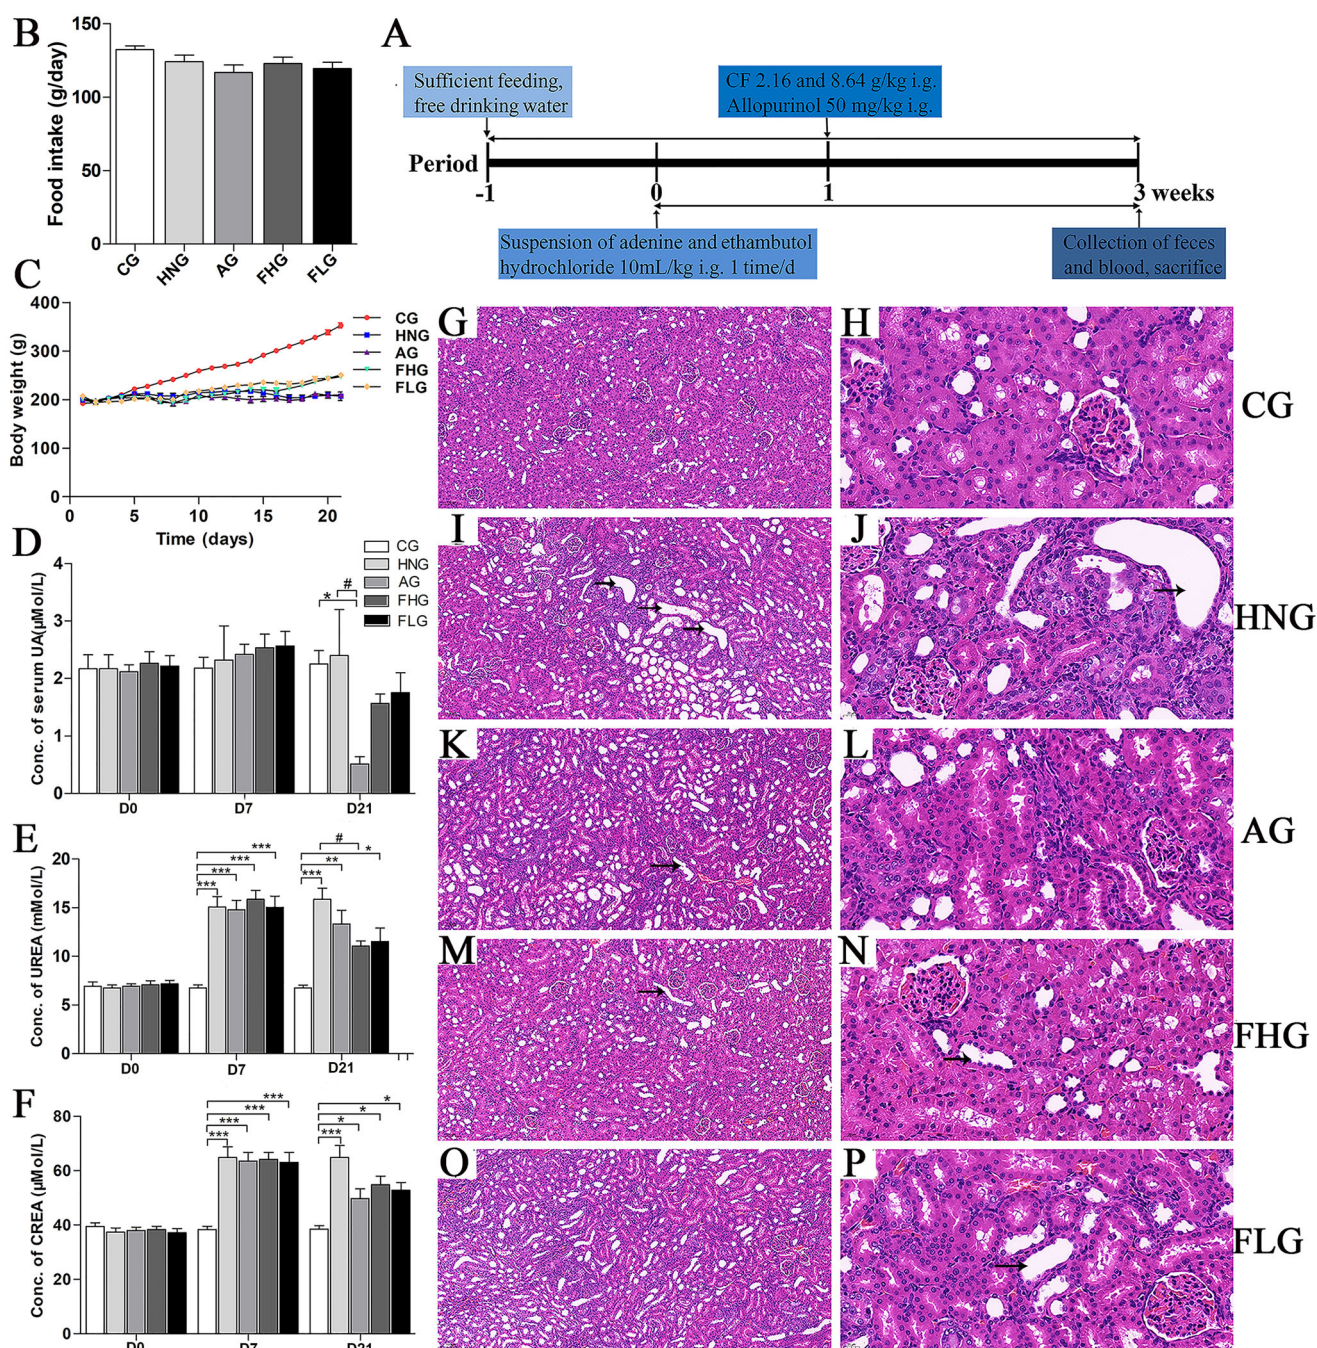 B
Food intake (g/day)
150
100
50
0
CG
HNG
AG
FHG
FLG
A
Sufficient feeding,
free drinking water
CF 2.16 and 8.64 g/kg i.g.
Allopurinol 50 mg/kg i.g.
Period
-1
0
1
3 weeks
Suspension of adenine and ethambutol
hydrochloride 10mL/kg i.g. 1 time/d
Collection of feces
and blood, sacrifice
C
Body weight (g)
400
300
200
100
0
0
5
10
15
20
Time (days)
CG
HNG
AG
FHG
FLG
D
Conc. of serum UA(µMol/L)
4
3
2
1
0
D0
D7
D21
CG
HNG
AG
FHG
FLG
*
#
E
Conc. of UREA (mMol/L)
20
15
10
5
0
D0
D7
D21
***
***
***
***
***
**
#
*
F
Conc. of CREA (µMol/L)
80
60
40
20
0
D0
D7
D21
***
***
***
***
***
*
*
*
G
H
CG
I
J
HNG
K
L
AG
M
N
FHG
O
P
FLG